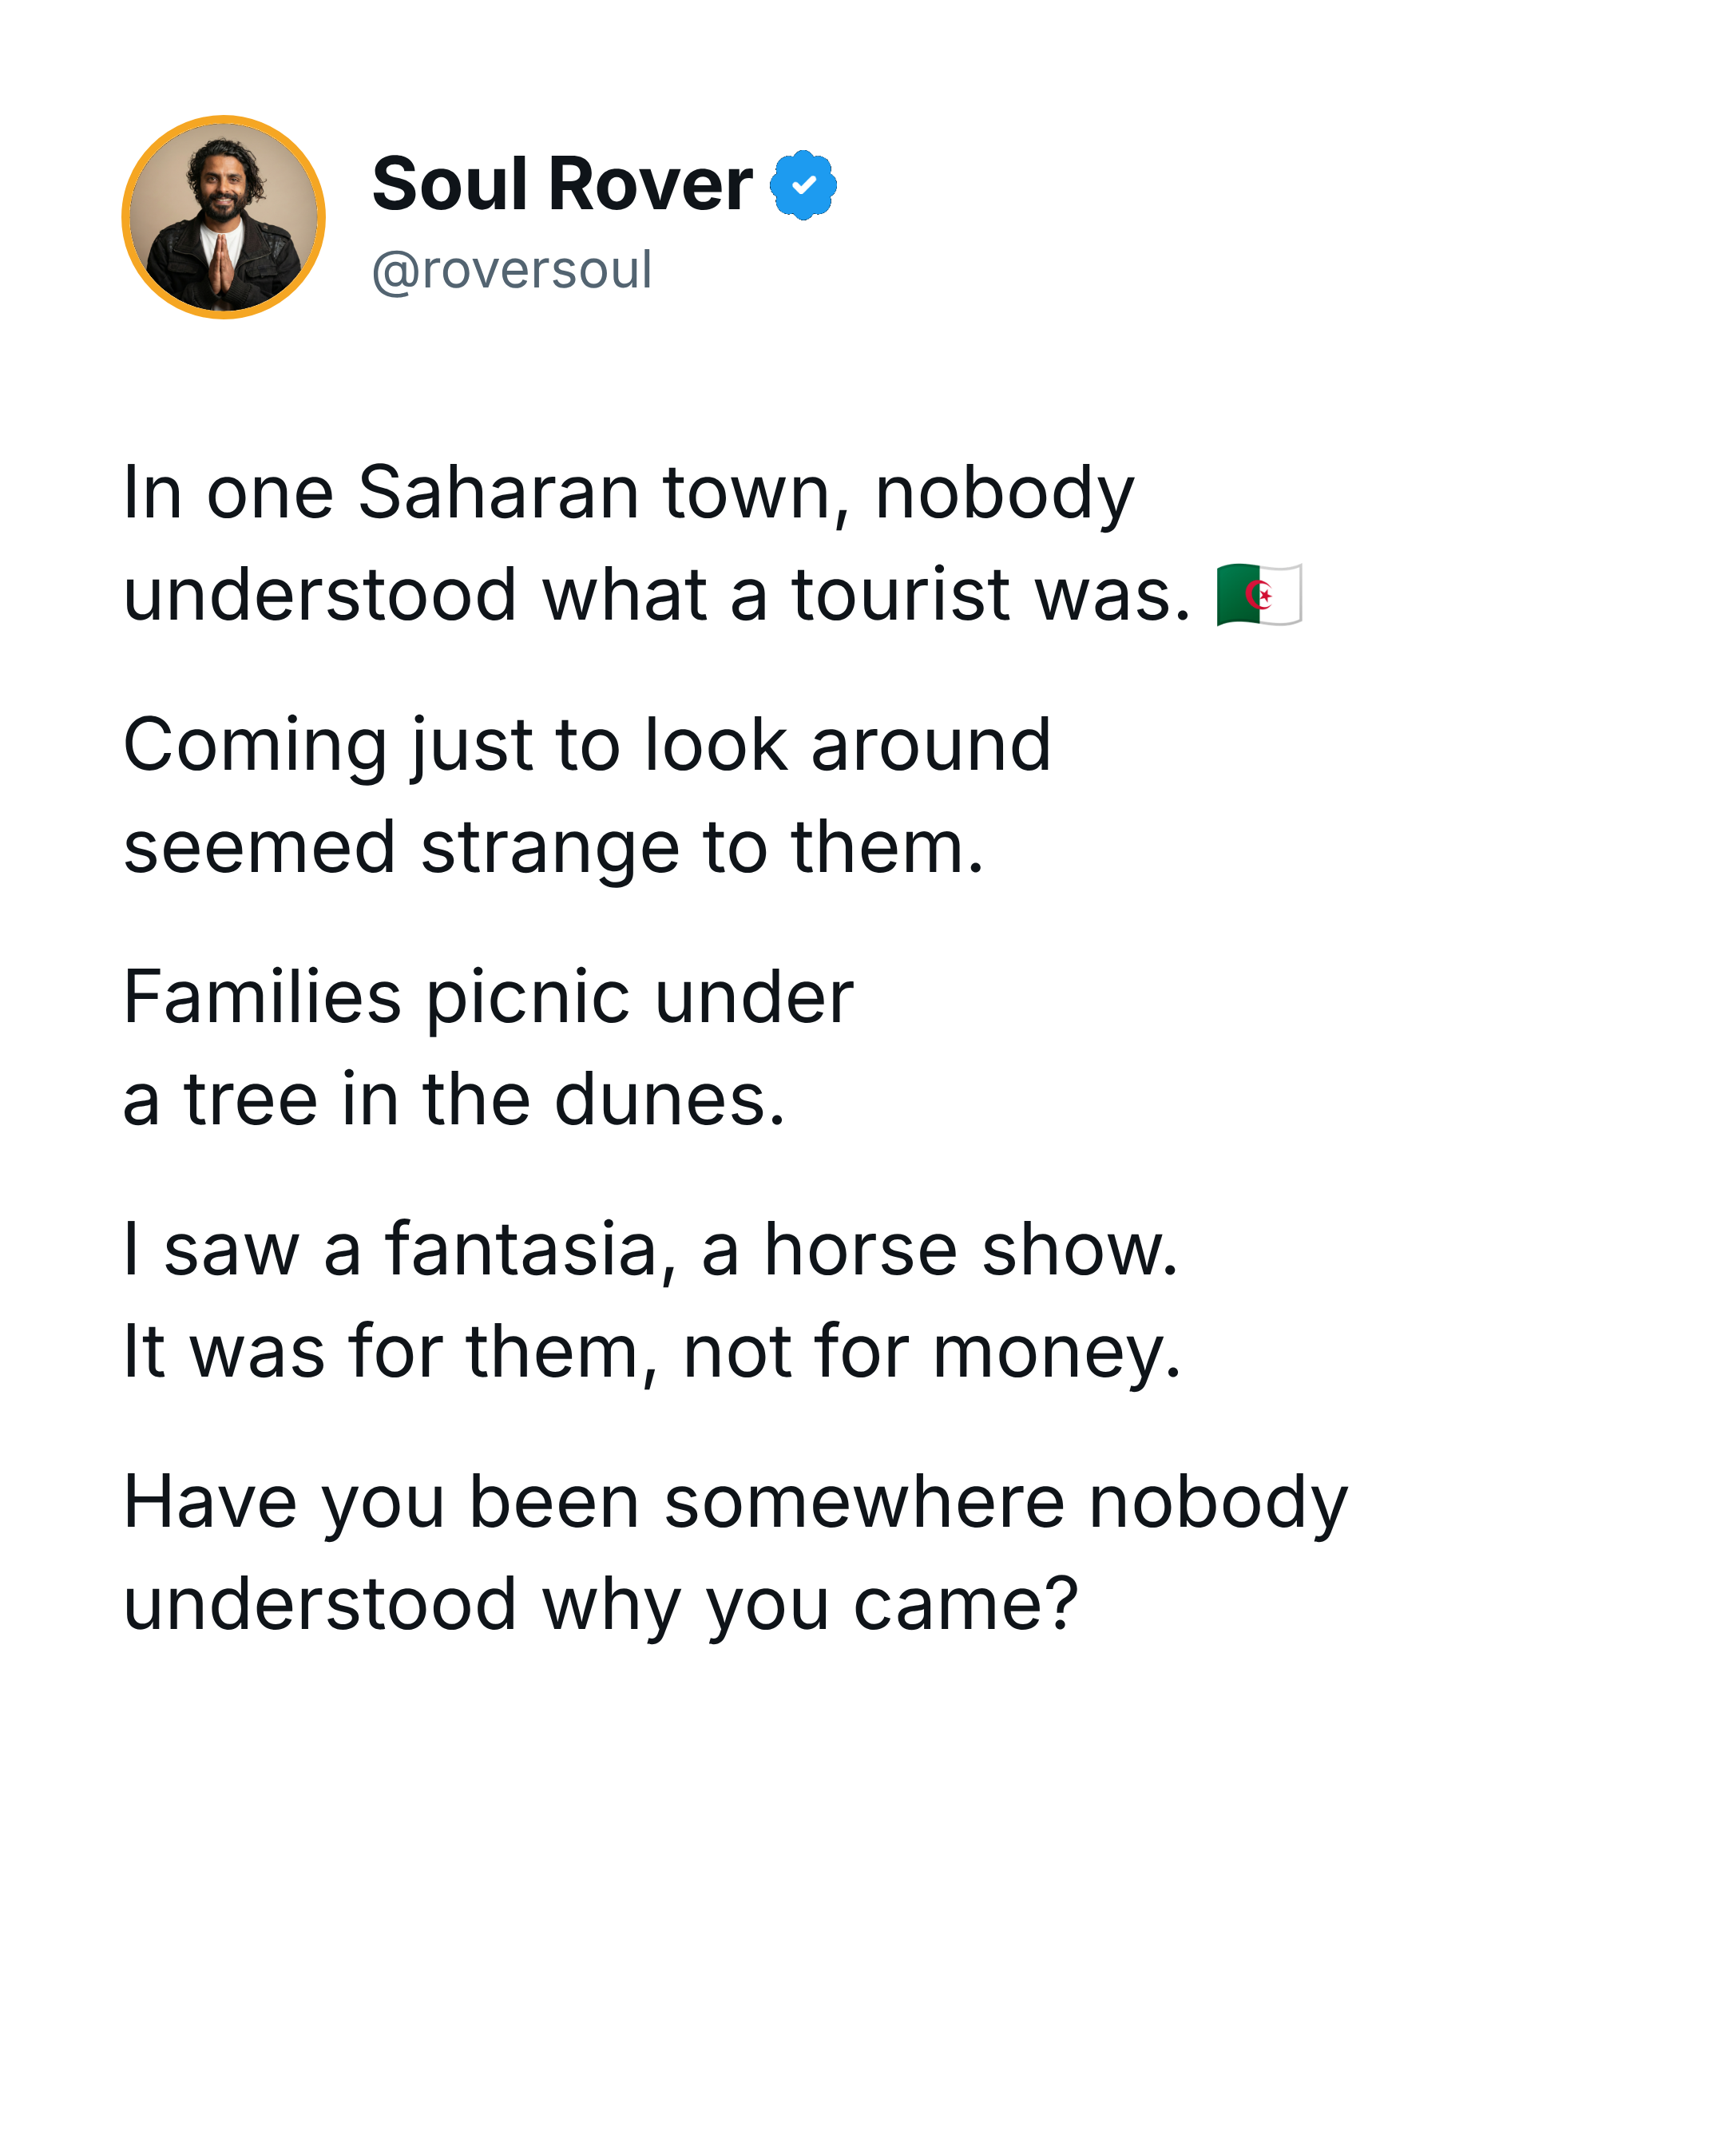 Soul Rover
@roversoul
In one Saharan town, nobody
understood what a tourist was. 🇩🇿
Coming just to look around
seemed strange to them.
Families picnic under
a tree in the dunes.
I saw a fantasia, a horse show.
It was for them, not for money.
Have you been somewhere nobody
understood why you came?